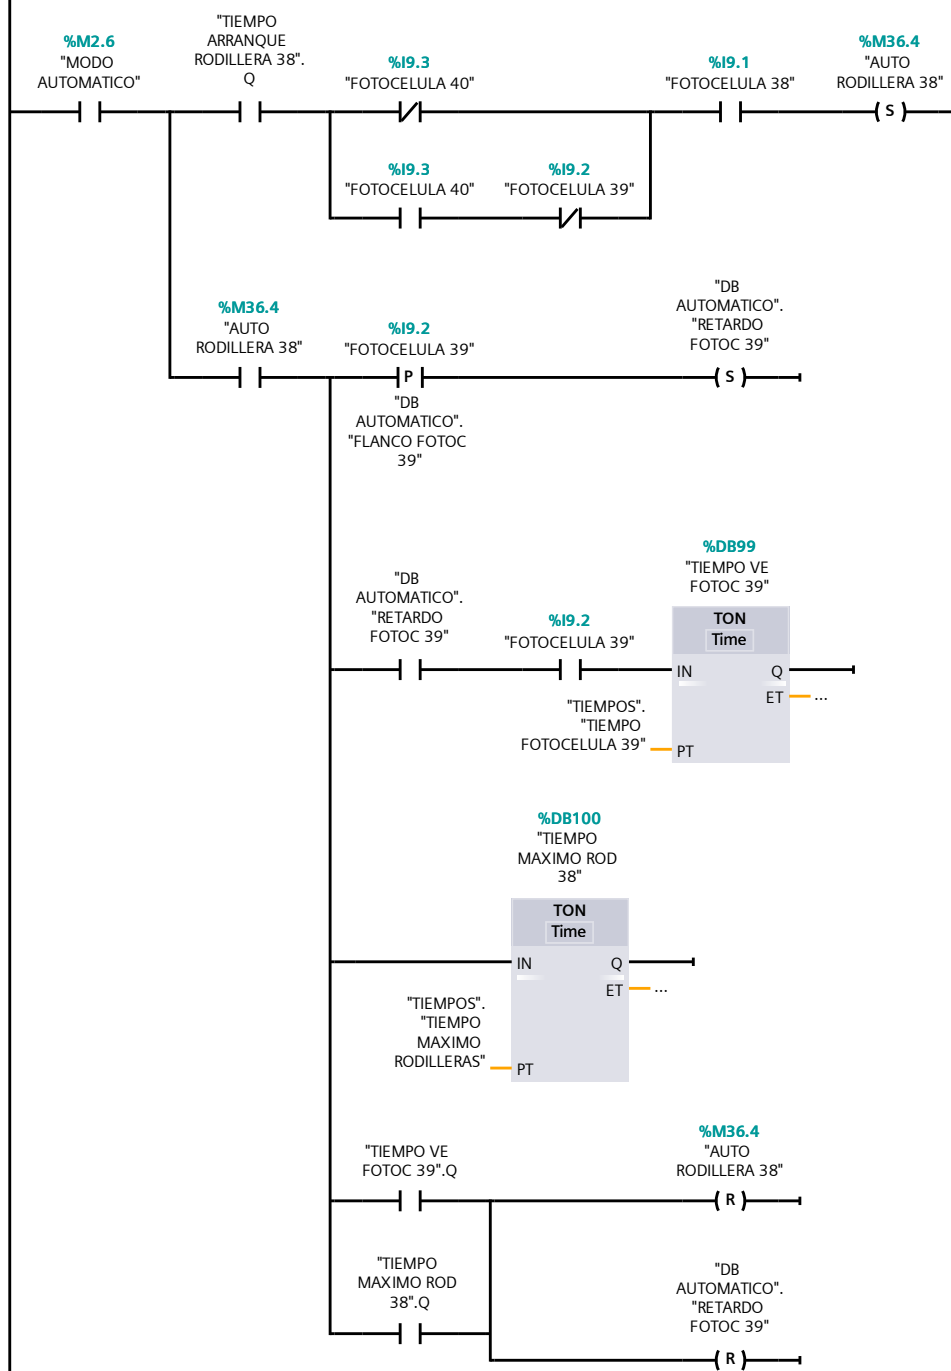 %M2.6
"MODO
AUTOMATICO"
"TIEMPO
ARRANQUE
RODILLERA 38".
Q
%I9.3
"FOTOCELULA 40"
%I9.1
"FOTOCELULA 38"
%M36.4
"AUTO
RODILLERA 38"
S
%I9.3
"FOTOCELULA 40"
%I9.2
"FOTOCELULA 39"
%M36.4
"AUTO
RODILLERA 38"
%I9.2
"FOTOCELULA 39"
P
"DB
AUTOMATICO".
"FLANCO FOTOC
39"
"DB
AUTOMATICO".
"RETARDO
FOTOC 39"
S
"DB
AUTOMATICO".
"RETARDO
FOTOC 39"
%I9.2
"FOTOCELULA 39"
%DB99
"TIEMPO VE
FOTOC 39"
TON
Time
IN
Q
ET
...
"TIEMPOS".
"TIEMPO
FOTOCELULA 39"
PT
%DB100
"TIEMPO
MAXIMO ROD
38"
TON
Time
IN
Q
ET
...
"TIEMPOS".
"TIEMPO
MAXIMO
RODILLERAS"
PT
"TIEMPO VE
FOTOC 39".Q
%M36.4
"AUTO
RODILLERA 38"
R
"TIEMPO
MAXIMO ROD
38".Q
"DB
AUTOMATICO".
"RETARDO
FOTOC 39"
R